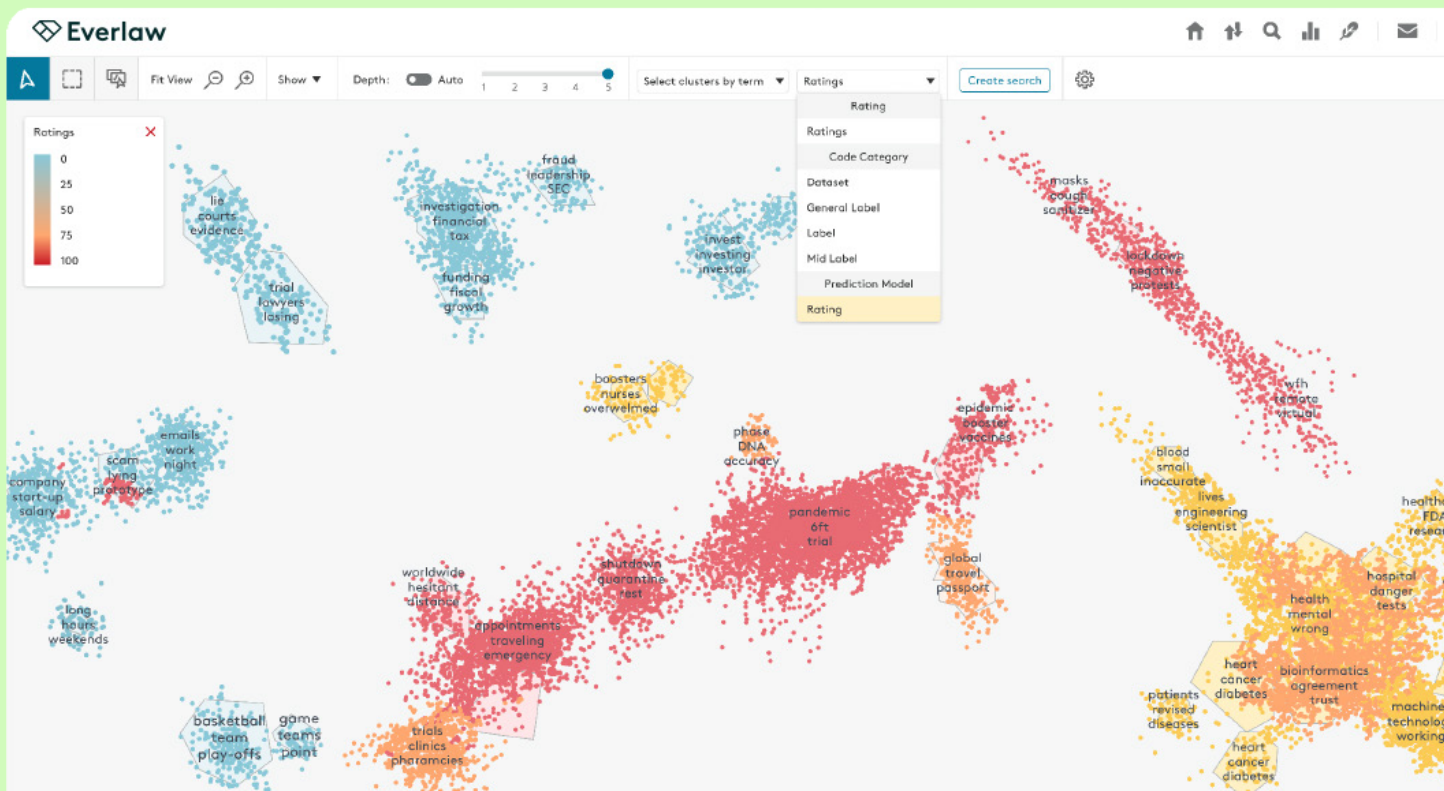 Everlaw
Fit View
Show
Depth:
Auto
1 2 3 4 5
Select clusters by term
Ratings
Create search
Rating
Ratings
Code Category
Dataset
General Label
Label
Mid Label
Prediction Model
Rating
Ratings
0
25
50
75
100
lie
courts
evidence
trial
lawyers
losing
investigation
financial
tax
funding
fiscal
growth
fraud
leadership
SEC
invest
investing
investor
masks
cough
sanitizer
lockdown
negative
protests
wfh
remote
virtual
boosters
nurses
overwelmed
phase
DNA
accuracy
epidemic
booster
vaccines
emails
work
night
scam
lying
prototype
company
start-up
salary
pandemic
6ft
trial
blood
small
inaccurate
lives
engineering
scientist
FDA
global
travel
passport
shutdown
quarantine
rest
worldwide
hesitant
distance
appointments
traveling
emergency
long
hours
weekends
hospital
danger
tests
health
mental
wrong
heart
cancer
diabetes
bioinformatics
agreement
trust
patients
revised
diseases
machine
technolog
working
basketball
team
play-offs
game
teams
point
trials
clinics
pharamcies
heart
cancer
diabetes